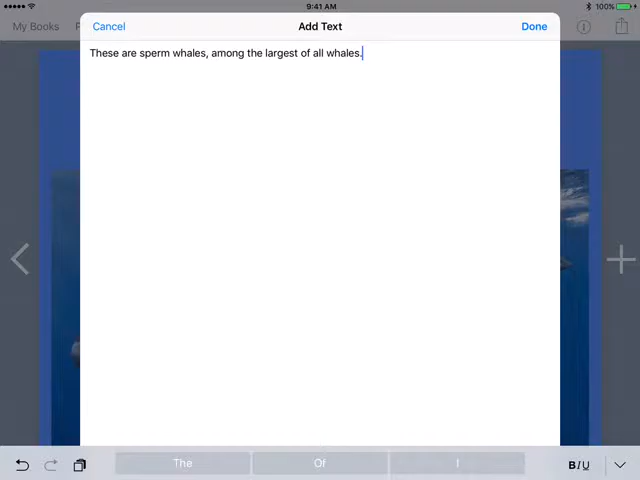 9:41 AM
100%
My Books
Cancel
Add Text
Done
These are sperm whales, among the largest of all whales.
The
Of
I
BIU